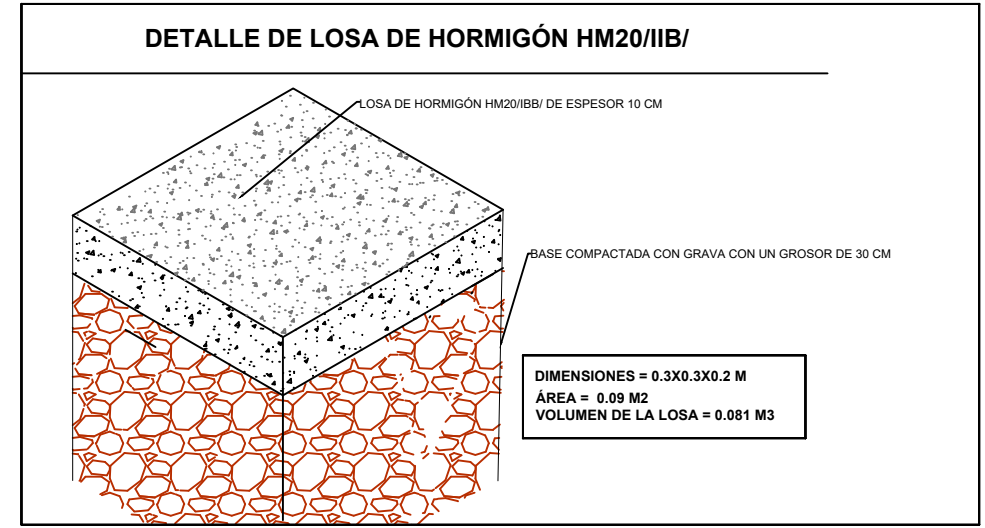 DETALLE DE LOSA DE HORMIGÓN HM20/IIB/
LOSA DE HORMIGÓN HM20/IBB/ DE ESPESOR 10 CM
BASE COMPACTADA CON GRAVA CON UN GROSOR DE 30 CM
DIMENSIONES = 0.3X0.3X0.2 M
ÁREA = 0.09 M2
VOLUMEN DE LA LOSA = 0.081 M3